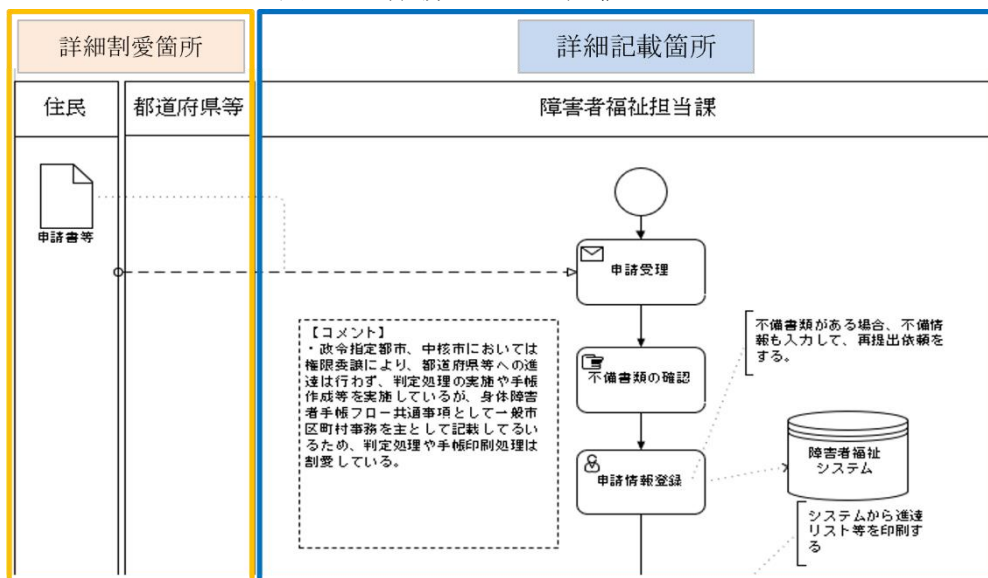 詳細割愛箇所
詳細記載箇所
住民
都道府県等
障害者福祉担当課
申請書等
申請受理
【コメント】
・政令指定都市、中核市においては
権限委譲により、都道府県等への進
達は行わず、判定処理の実施や手帳
作成等を実施しているが、身体障害
者手帳フロー共通事項として一般市
区町村事務を主として記載してるい
るため、判定処理や手帳印刷処理は
割愛している。
不備書類の確認
不備書類がある場合、不備情
報も入力して、再提出依頼を
する。
申請情報登録
障害者福祉
システム
システムから進達
リスト等を印刷す
る